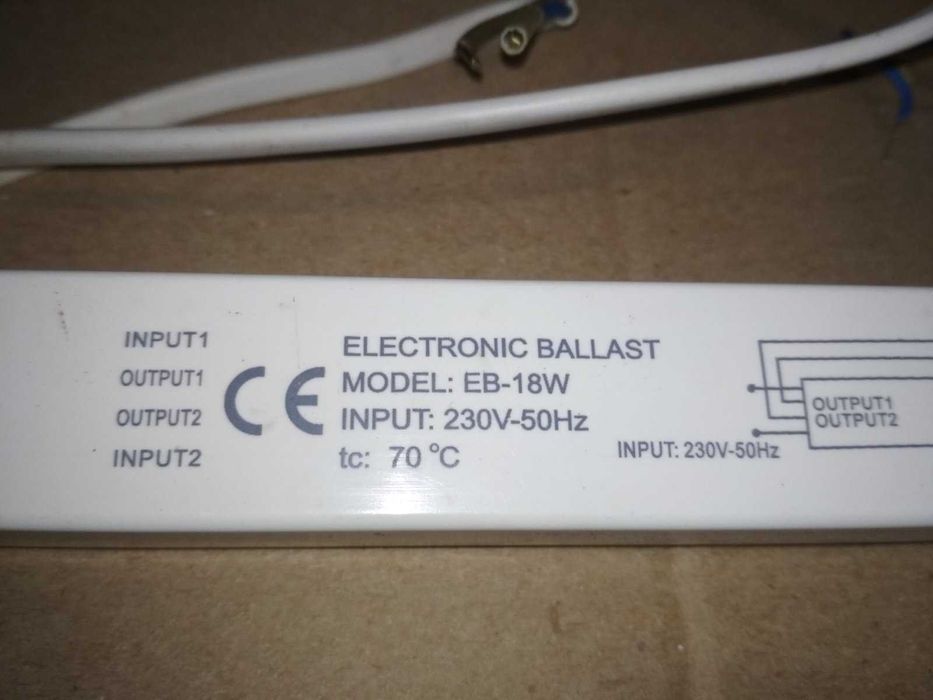 INPUT1
OUTPUT1
OUTPUT2
INPUT2
CE
ELECTRONIC BALLAST
MODEL: EB-18W
INPUT: 230V-50Hz
tc: 70 °C
OUTPUT1
OUTPUT2
INPUT: 230V-50Hz